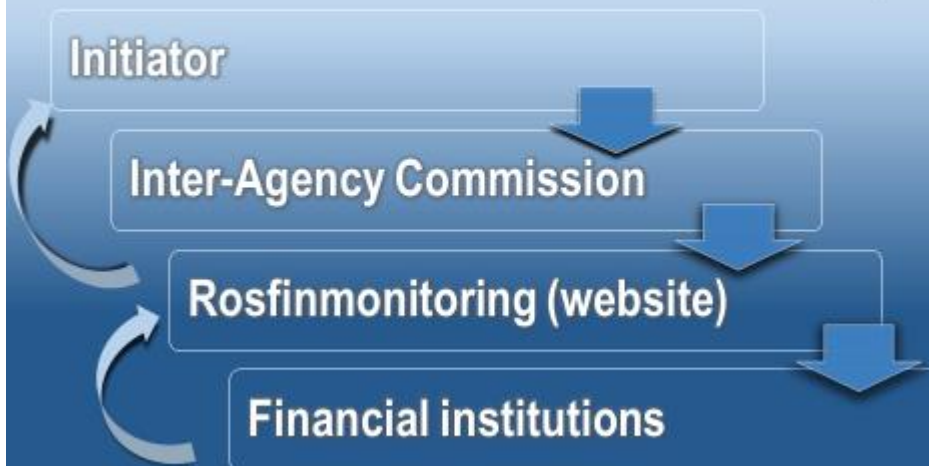 Initiator
Inter-Agency Commission
Rosfinmonitoring (website)
Financial institutions